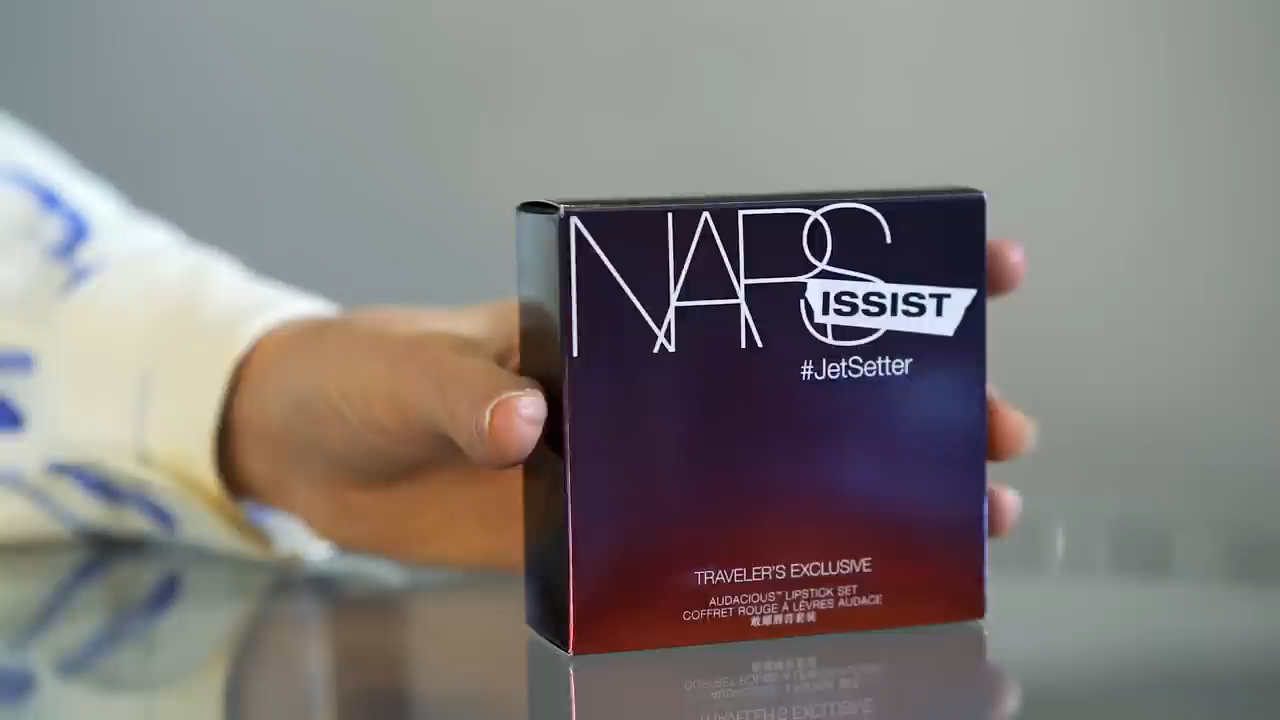 NARS
ISSIST
#JetSetter
TRAVELER'S EXCLUSIVE
AUDACIOUS™ LIPSTICK SET
COFFRET ROUGE À LÈVRES AUDACE